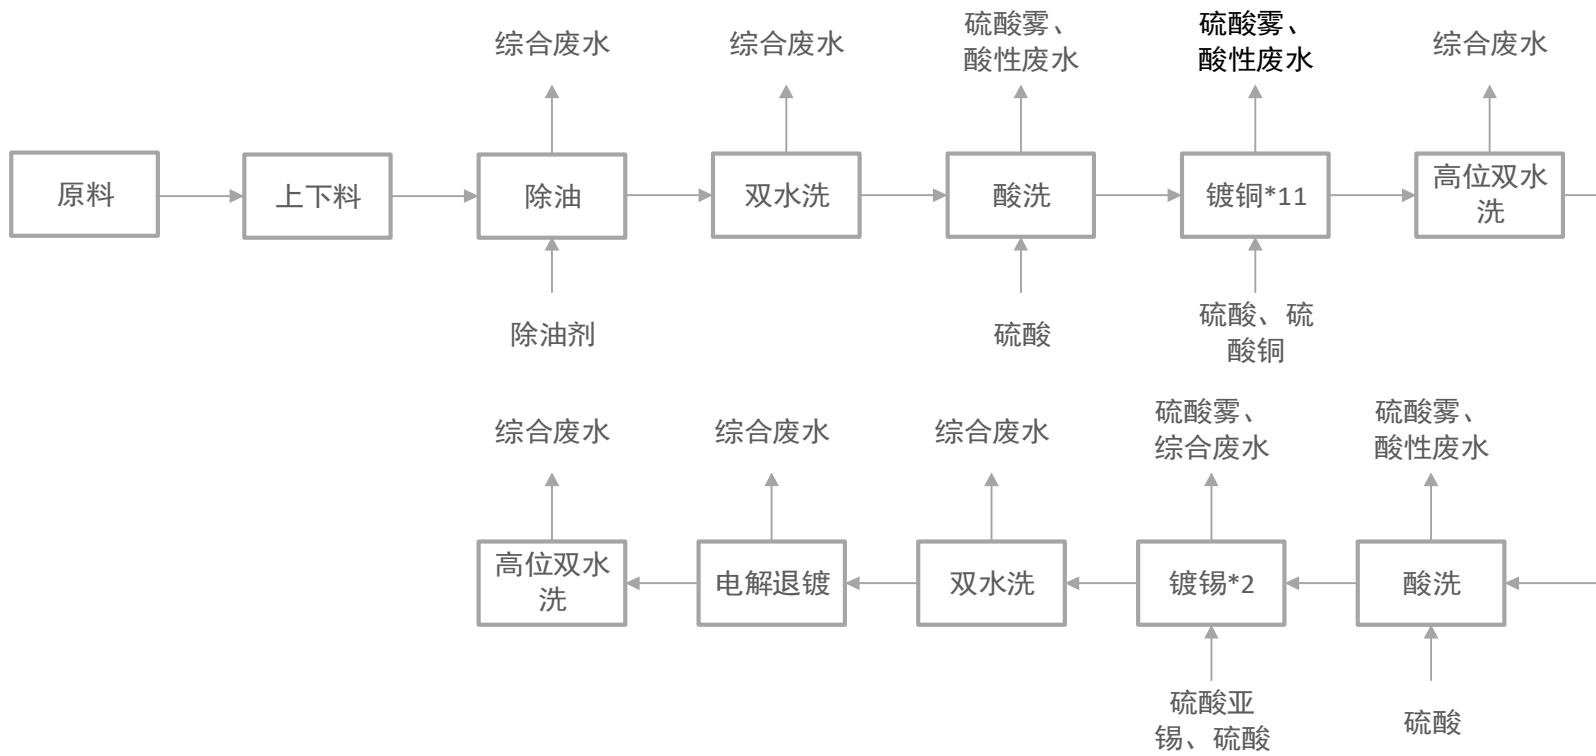 综合废水
综合废水
硫酸雾、
酸性废水
硫酸雾、
酸性废水
综合废水
原料
上下料
除油
双水洗
酸洗
镀铜*11
高位双水
洗
除油剂
硫酸
硫酸、硫
酸铜
综合废水
综合废水
综合废水
硫酸雾、
综合废水
硫酸雾、
酸性废水
高位双水
洗
电解退镀
双水洗
镀锡*2
酸洗
硫酸亚
锡、硫酸
硫酸